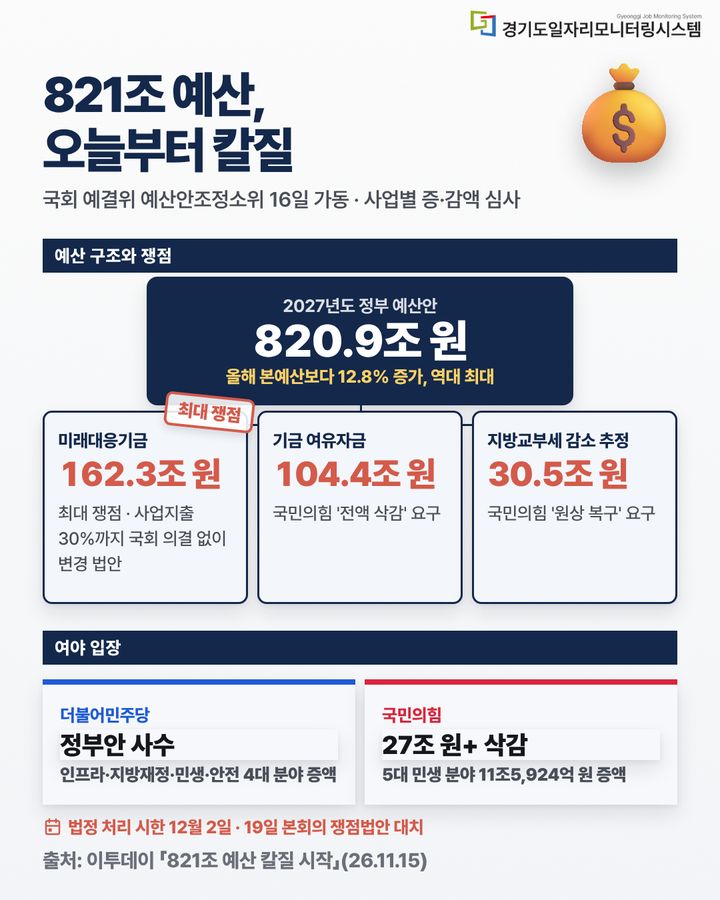 Gyeonggi Job Monitoring System
경기도일자리모니터링시스템
821조 예산,
오늘부터 칼질
국회 예결위 예산안조정소위 16일 가동 · 사업별 증·감액 심사
예산 구조와 쟁점
2027년도 정부 예산안
820.9조 원
올해 본예산보다 12.8% 증가, 역대 최대
최대 쟁점
미래대응기금
162.3조 원
최대 쟁점 · 사업지출
30%까지 국회 의결 없이
변경 법안
기금 여유자금
104.4조 원
국민의힘 '전액 삭감' 요구
지방교부세 감소 추정
30.5조 원
국민의힘 '원상 복구' 요구
여야 입장
더불어민주당
정부안 사수
인프라·지방재정·민생·안전 4대 분야 증액
국민의힘
27조 원+ 삭감
5대 민생 분야 11조5,924억 원 증액
법정 처리 시한 12월 2일 · 19일 본회의 쟁점법안 대치
출처: 이투데이 「821조 예산 칼질 시작」(26.11.15)